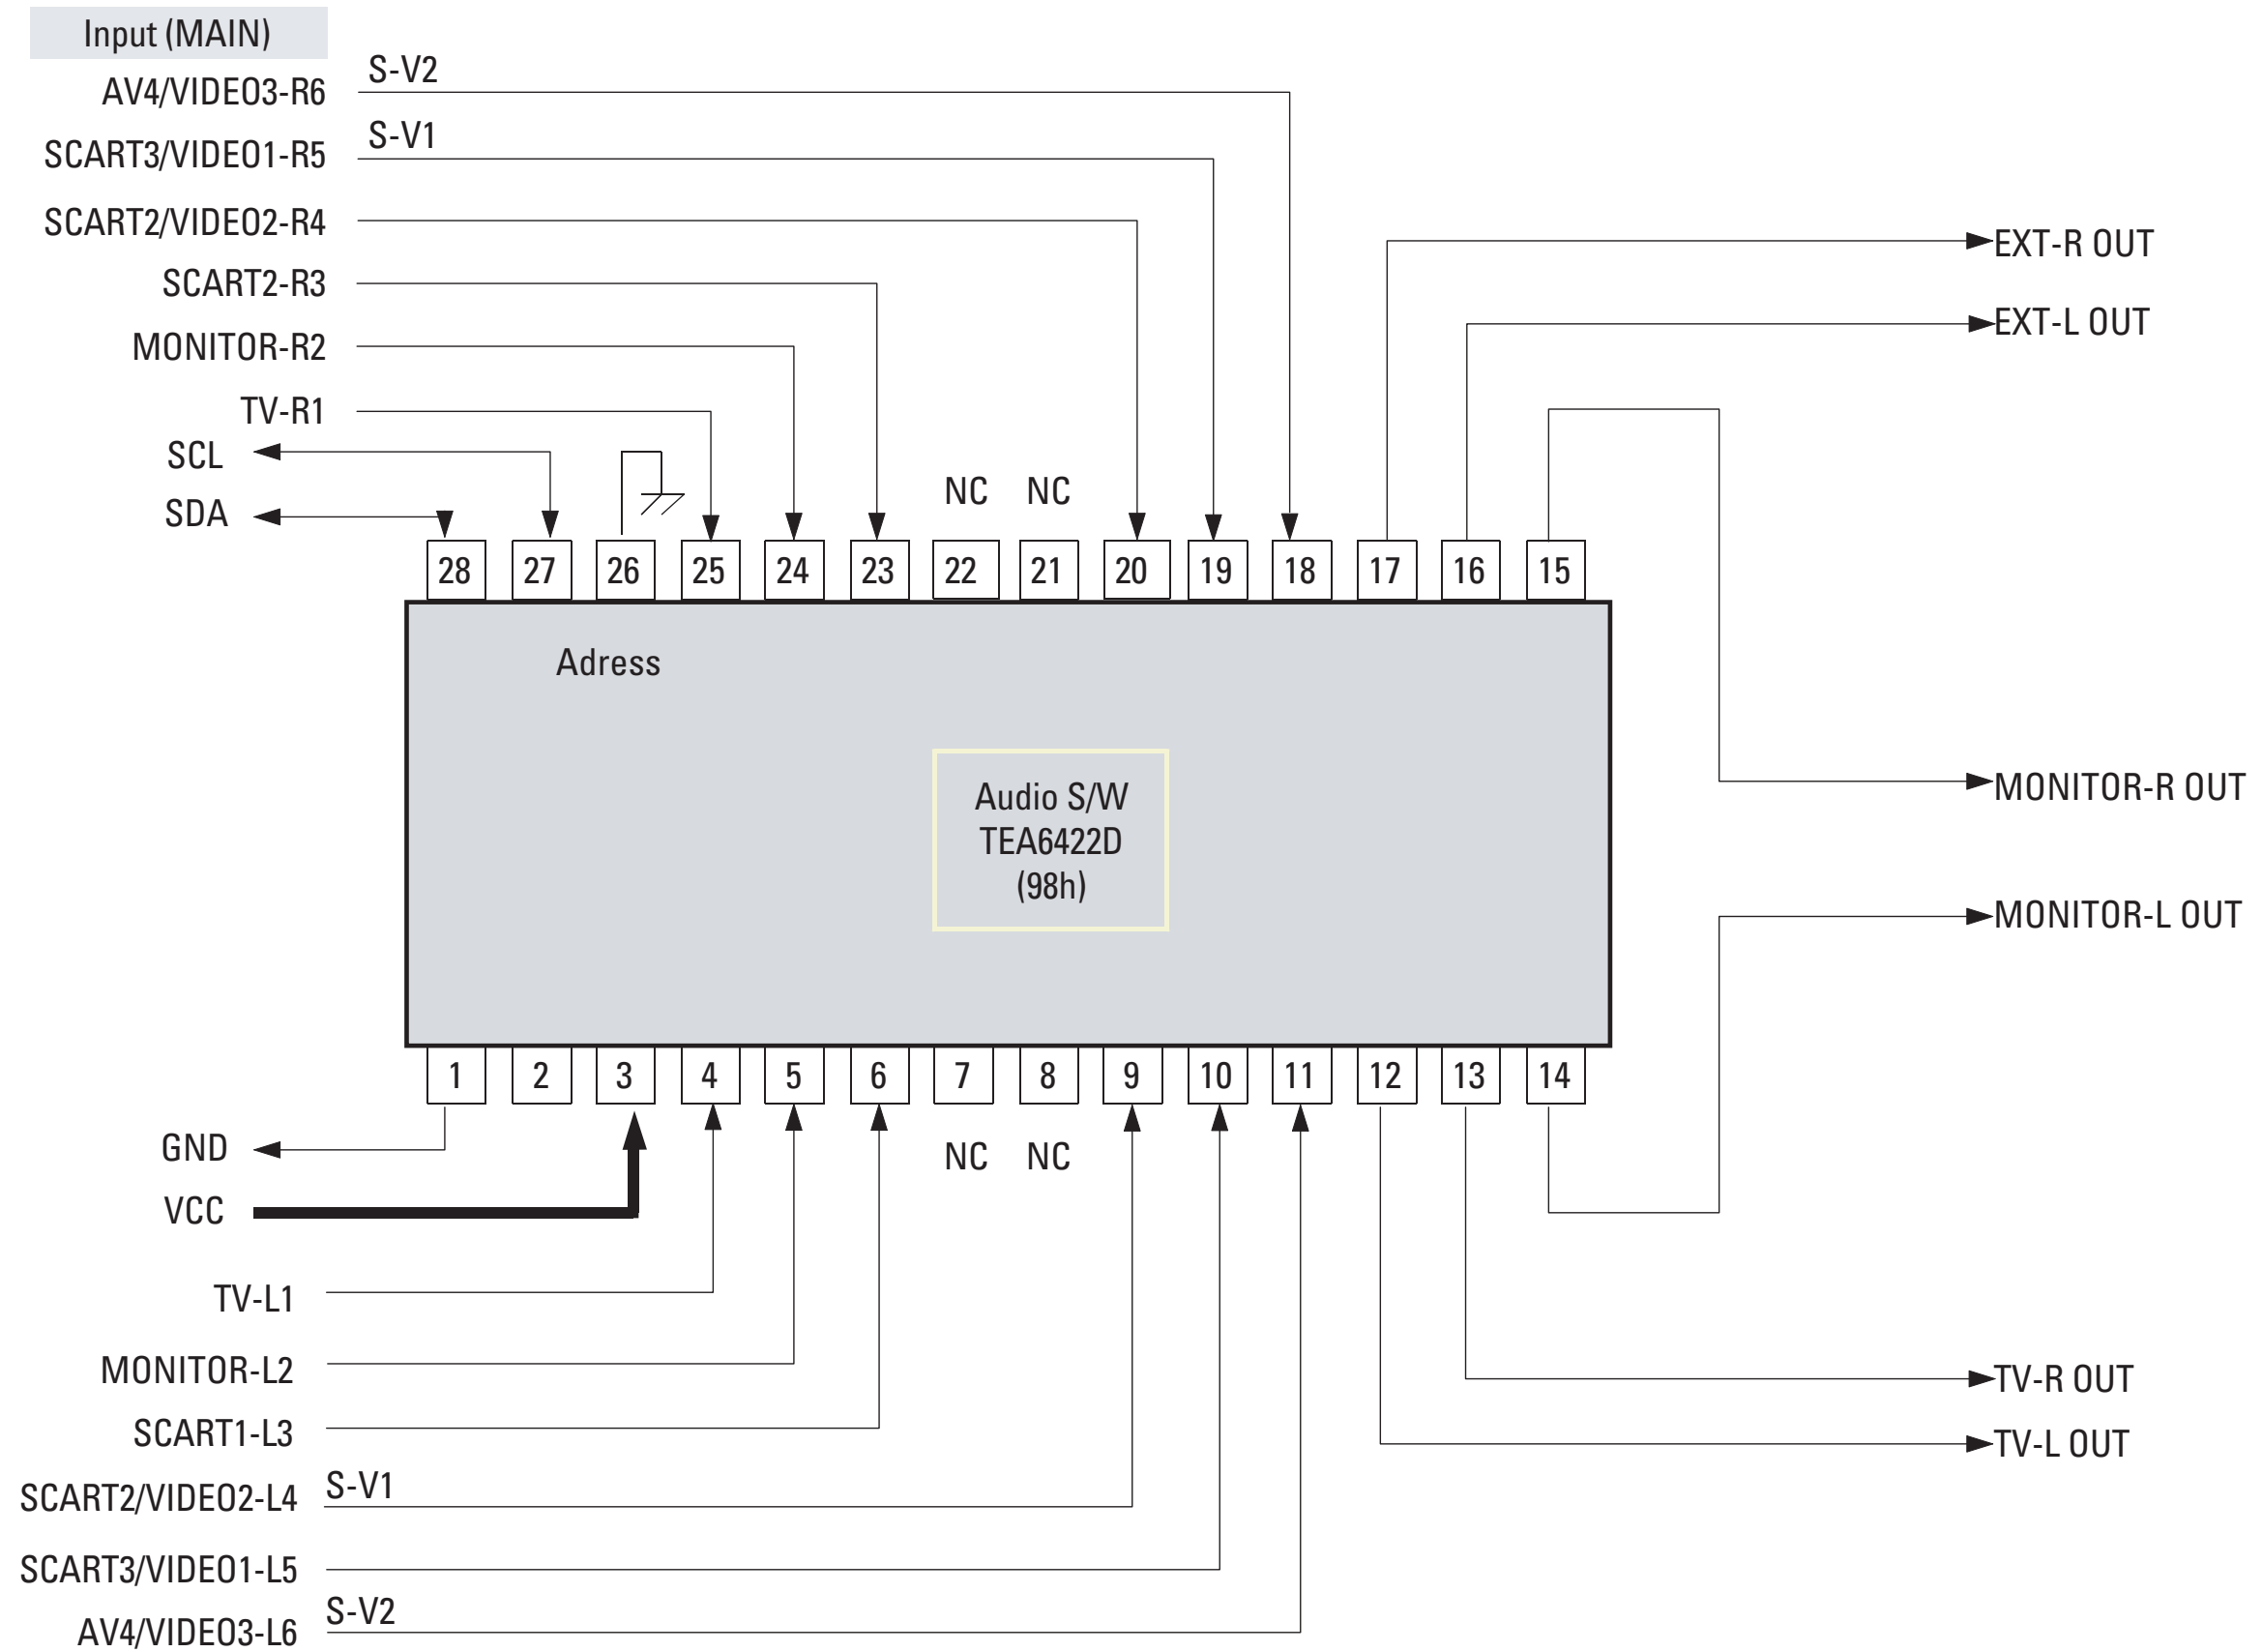 Input (MAIN)
AV4/VIDEO3-R6
S-V2
SCART3/VIDEO1-R5
S-V1
SCART2/VIDEO2-R4
SCART2-R3
MONITOR-R2
TV-R1
SCL
SDA
NC NC
EXT-R OUT
EXT-L OUT
28 27 26 25 24 23 22 21 20 19 18 17 16 15
Adress
Audio S/W
TEA6422D
(98h)
MONITOR-R OUT
MONITOR-L OUT
1 2 3 4 5 6 7 8 9 10 11 12 13 14
GND
NC NC
VCC
TV-L1
MONITOR-L2
SCART1-L3
SCART2/VIDEO2-L4
S-V1
SCART3/VIDEO1-L5
AV4/VIDEO3-L6
S-V2
TV-R OUT
TV-L OUT